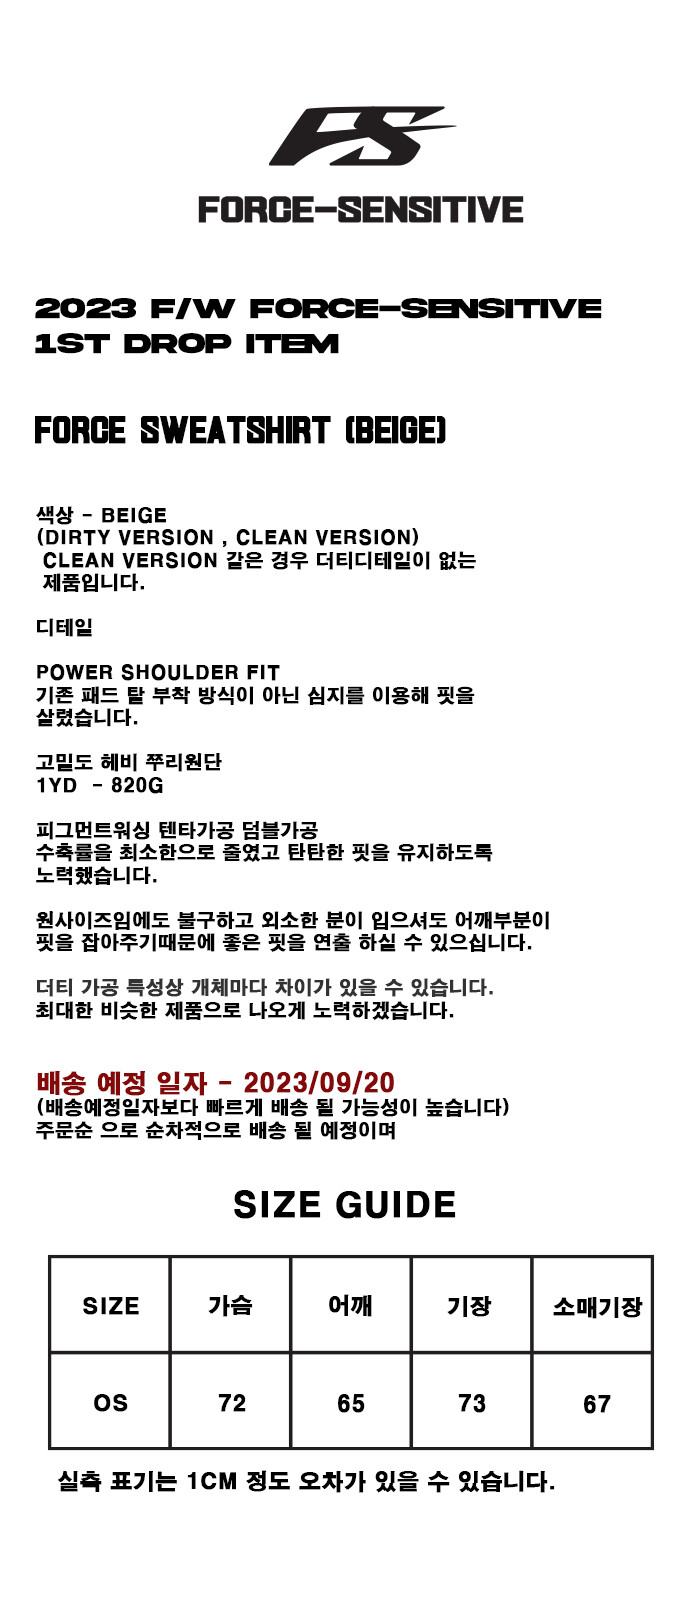 FS
FORCE-SENSITIVE
2023 F/W FORCE-SENSITIVE
1ST DROP ITEM
FORCE SWEATSHIRT (BEIGE)
색상 - BEIGE
(DIRTY VERSION , CLEAN VERSION)
CLEAN VERSION 같은 경우 더티디테일이 없는
제품입니다.
디테일
POWER SHOULDER FIT
기존 패드 탈 부착 방식이 아닌 심지를 이용해 핏을
살렸습니다.
고밀도 헤비 쭈리원단
1YD - 820G
피그먼트워싱 텐타가공 덤블가공
수축률을 최소한으로 줄였고 탄탄한 핏을 유지하도록
노력했습니다.
원사이즈임에도 불구하고 외소한 분이 입으셔도 어깨부분이
핏을 잡아주기때문에 좋은 핏을 연출 하실 수 있으십니다.
더티 가공 특성상 개체마다 차이가 있을 수 있습니다.
최대한 비슷한 제품으로 나오게 노력하겠습니다.
배송 예정 일자 - 2023/09/20
(배송예정일자보다 빠르게 배송 될 가능성이 높습니다)
주문순 으로 순차적으로 배송 될 예정이며
SIZE GUIDE
SIZE 가슴 어깨 기장 소매기장
OS 72 65 73 67
실측 표기는 1CM 정도 오차가 있을 수 있습니다.